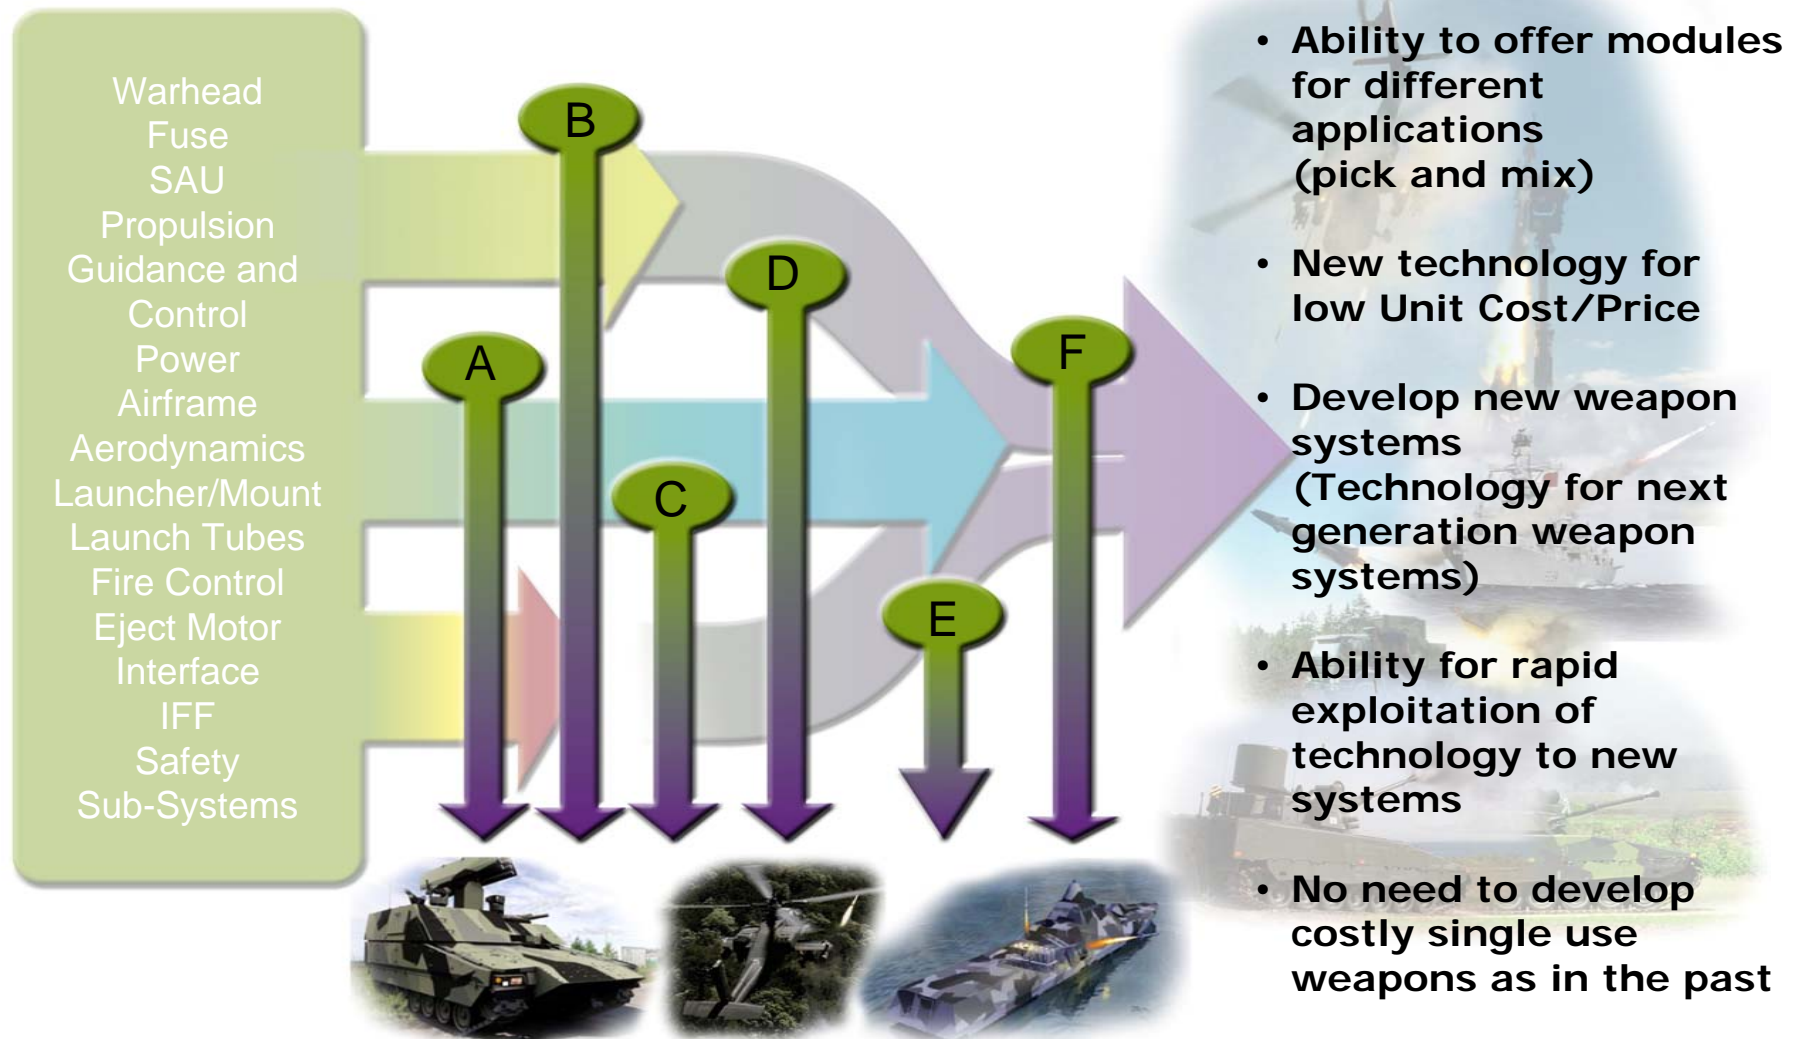 Warhead
Fuse
SAU
Propulsion
Guidance and
Control
Power
Airframe
Aerodynamics
Launcher/Mount
Launch Tubes
Fire Control
Eject Motor
Interface
IFF
Safety
Sub-Systems
B
D
A
F
C
E
• Ability to offer modules
for different
applications
(pick and mix)
• New technology for
low Unit Cost/Price
• Develop new weapon
systems
(Technology for next
generation weapon
systems)
• Ability for rapid
exploitation of
technology to new
systems
• No need to develop
costly single use
weapons as in the past